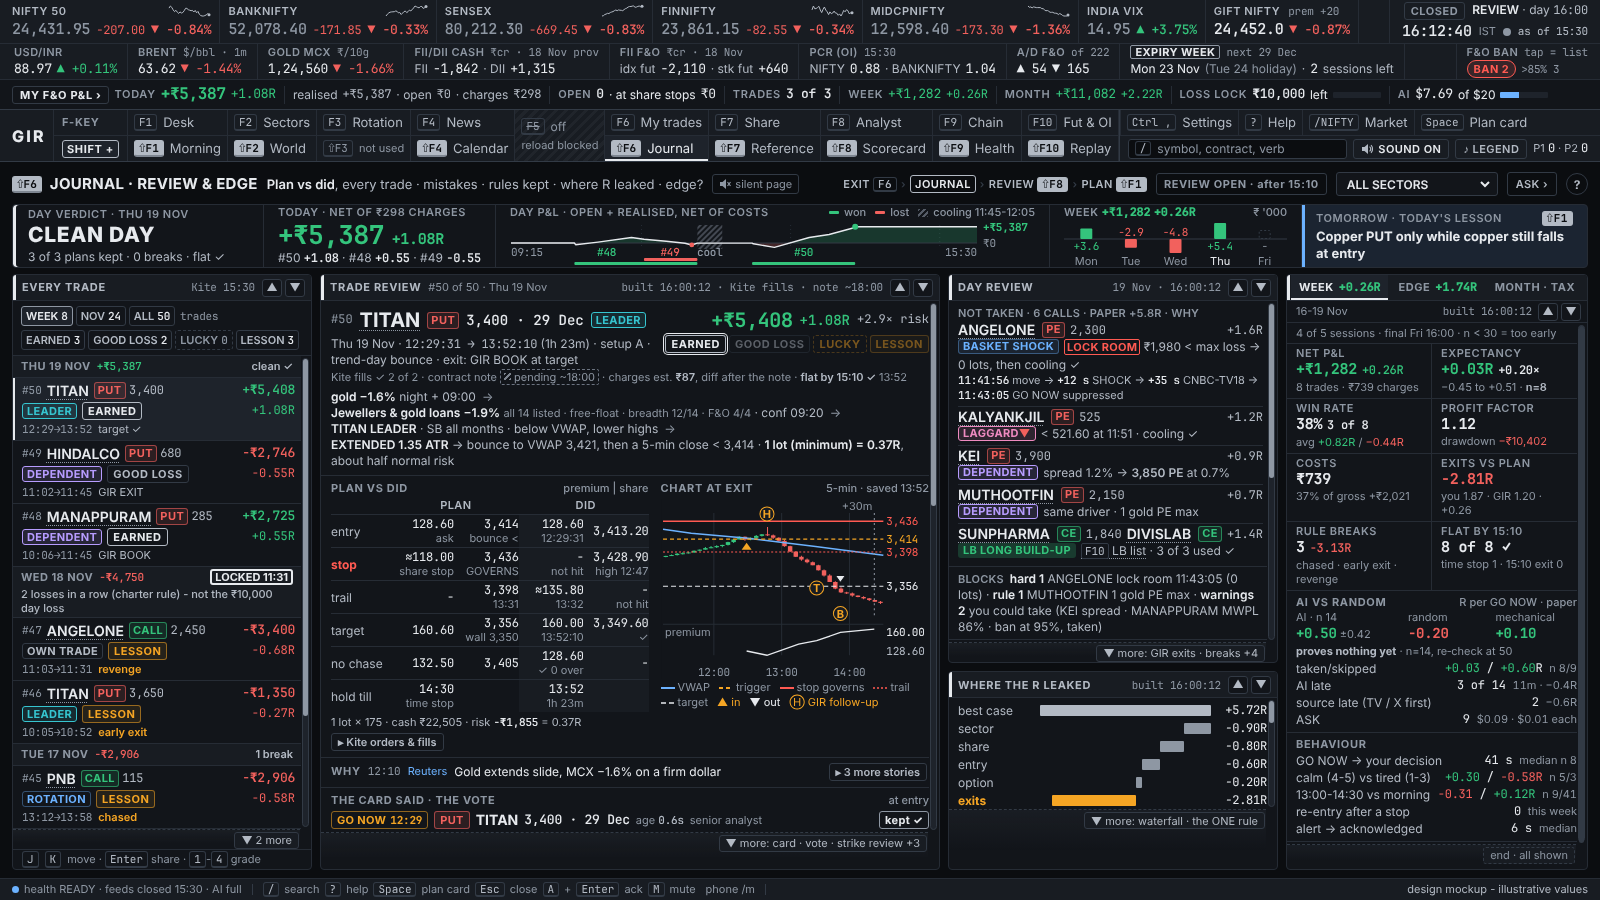 NIFTY 50
24,431.95 -207.00 ▼ -0.84%
BANKNIFTY
52,078.40 -171.85 ▼ -0.33%
SENSEX
80,212.30 -669.45 ▼ -0.83%
FINNIFTY
23,861.15 -82.55 ▼ -0.34%
MIDCPNIFTY
12,598.40 -173.30 ▼ -1.36%
INDIA VIX
14.95 ▲ +3.75%
GIFT NIFTY prem +20
24,452.0 ▼ -0.87%
CLOSED REVIEW · day 16:00
16:12:40 IST as of 15:30
USD/INR
88.97 ▲ +0.11%
BRENT $/bbl · 1m
63.62 ▼ -1.44%
GOLD MCX ₹/10g
1,24,560 ▼ -1.66%
FII/DII CASH ₹cr · 18 Nov prov
FII -1,842 · DII +1,315
FII F&O ₹cr · 18 Nov
idx fut -2,110 · stk fut +640
PCR (OI) 15:30
NIFTY 0.88 · BANKNIFTY 1.04
A/D F&O of 222
▲ 54 ▼ 165
EXPIRY WEEK next 29 Dec
Mon 23 Nov (Tue 24 holiday) · 2 sessions left
F&O BAN tap = list
BAN 2 >85% 3
MY F&O P&L › TODAY +₹5,387 +1.08R realised +₹5,387 · open ₹0 · charges ₹298 OPEN 0 · at share stops ₹0 TRADES 3 of 3 WEEK +₹1,282 +0.26R MONTH +₹11,082 +2.22R LOSS LOCK ₹10,000 left AI $7.69 of $20
GIR
F-KEY F1 Desk F2 Sectors F3 Rotation F4 News F5 off F6 My trades F7 Share F8 Analyst F9 Chain F10 Fut & OI Ctrl , Settings ? Help /NIFTY Market Space Plan card
SHIFT + ⇧F1 Morning ⇧F2 World ⇧F3 not used ⇧F4 Calendar reload blocked ⇧F6 Journal ⇧F7 Reference ⇧F8 Scorecard ⇧F9 Health ⇧F10 Replay / symbol, contract, verb SOUND ON ♪ LEGEND P1 0 · P2 0
⇧F6 JOURNAL · REVIEW & EDGE Plan vs did, every trade · mistakes · rules kept · where R leaked · edge? silent page EXIT F6 › JOURNAL › REVIEW ⇧F8 › PLAN ⇧F1 REVIEW OPEN · after 15:10 ALL SECTORS ASK › ?
DAY VERDICT · THU 19 NOV
CLEAN DAY
3 of 3 plans kept · 0 breaks · flat ✓
TODAY · NET OF ₹298 CHARGES
+₹5,387 +1.08R
#50 +1.08 · #48 +0.55 · #49 -0.55
DAY P&L · OPEN + REALISED, NET OF COSTS won lost cooling 11:45-12:05
+₹5,387
₹0
09:15 #48 #49 cool #50 15:30
WEEK +₹1,282 +0.26R ₹ '000
-2.9 -4.8
+3.6 +5.4 -
Mon Tue Wed Thu Fri
TOMORROW · TODAY'S LESSON ⇧F1
Copper PUT only while copper still falls
at entry
EVERY TRADE Kite 15:30 ▲ ▼
WEEK 8 NOV 24 ALL 50 trades
EARNED 3 GOOD LOSS 2 LUCKY 0 LESSON 3
THU 19 NOV +₹5,387 clean ✓
#50 TITAN PUT 3,400 +₹5,408
LEADER EARNED +1.08R
12:29→13:52 target ✓
#49 HINDALCO PUT 680 -₹2,746
DEPENDENT GOOD LOSS -0.55R
11:02→11:45 GIR EXIT
#48 MANAPPURAM PUT 285 +₹2,725
DEPENDENT EARNED +0.55R
10:06→11:45 GIR BOOK
WED 18 NOV -₹4,750 LOCKED 11:31
2 losses in a row (charter rule) - not the ₹10,000
day loss
#47 ANGELONE CALL 2,450 -₹3,400
OWN TRADE LESSON -0.68R
11:03→11:31 revenge
#46 TITAN PUT 3,650 -₹1,350
LEADER LESSON -0.27R
10:05→10:52 early exit
TUE 17 NOV -₹2,906 1 break
#45 PNB CALL 115 -₹2,906
ROTATION LESSON -0.58R
13:12→13:58 chased
▼ 2 more
J K move · Enter share · 1-4 grade
TRADE REVIEW #50 of 50 · Thu 19 Nov built 16:00:12 · Kite fills · note ~18:00 ▲ ▼
#50 TITAN PUT 3,400 · 29 Dec LEADER +₹5,408 +1.08R +2.9× risk
Thu 19 Nov · 12:29:31 → 13:52:10 (1h 23m) · setup A · EARNED GOOD LOSS LUCKY LESSON
trend-day bounce · exit: GIR BOOK at target
Kite fills ✓ 2 of 2 · contract note pending ~18:00 · charges est. ₹87, diff after the note · flat by 15:10 ✓ 13:52
gold −1.6% night + 09:00 →
Jewellers & gold loans −1.9% all 14 listed · free-float · breadth 12/14 · F&O 4/4 · conf 09:20 →
TITAN LEADER · SB all months · below VWAP, lower highs →
EXTENDED 1.35 ATR → bounce to VWAP 3,421, then a 5-min close < 3,414 · 1 lot (minimum) = 0.37R,
about half normal risk
PLAN VS DID premium | share
PLAN DID
entry 128.60 3,414 128.60 3,413.20
ask bounce < 12:29:31
stop ≈118.00 3,436 - 3,428.90
share stop GOVERNS not hit high 12:47
trail - 3,398 ≈135.80 -
13:31 13:32 not hit
target 160.60 3,356 160.00 3,349.60
wall 3,350 13:52:10 ✓
no chase 132.50 3,405 128.60 -
✓ 0 over
hold till 14:30 13:52
time stop 1h 23m
1 lot × 175 · cash ₹22,505 · risk -₹1,855 = 0.37R
▸ Kite orders & fills
CHART AT EXIT 5-min · saved 13:52
+30m
H 3,436
3,414
3,398
T 3,356
B
premium 160.00
128.60
12:00 13:00 14:00
VWAP trigger stop governs trail
target ▲ in ▼ out H GIR follow-up
WHY 12:10 Reuters Gold extends slide, MCX −1.6% on a firm dollar ▸ 3 more stories
THE CARD SAID · THE VOTE at entry
GO NOW 12:29 PUT TITAN 3,400 · 29 Dec age 0.6s senior analyst kept ✓
▼ more: card · vote · strike review +3
DAY REVIEW 19 Nov · 16:00:12 ▲ ▼
NOT TAKEN · 6 CALLS · PAPER +5.8R · WHY
ANGELONE PE 2,300 +1.6R
BASKET SHOCK LOCK ROOM ₹1,980 < max loss →
0 lots, then cooling ✓
11:41:56 move → +12 s SHOCK → +35 s CNBC-TV18 →
11:43:05 GO NOW suppressed
KALYANKJIL PE 525 +1.2R
LAGGARD▼ < 521.60 at 11:51 · cooling ✓
KEI PE 3,900 +0.9R
DEPENDENT spread 1.2% → 3,850 PE at 0.7%
MUTHOOTFIN PE 2,150 +0.7R
DEPENDENT same driver · 1 gold PE max
SUNPHARMA CE 1,840 DIVISLAB CE +1.4R
LB LONG BUILD-UP F10 LB list · 3 of 3 used ✓
BLOCKS hard 1 ANGELONE lock room 11:43:05 (0
lots) · rule 1 MUTHOOTFIN 1 gold PE max · warnings
2 you could take (KEI spread · MANAPPURAM MWPL
86% · ban at 95%, taken)
▼ more: GIR exits · breaks +4
WHERE THE R LEAKED built 16:00:12 ▲ ▼
best case +5.72R
sector -0.90R
share -0.80R
entry -0.60R
option -0.20R
exits -2.81R
▼ more: waterfall · the ONE rule
WEEK +0.26R EDGE +1.74R MONTH · TAX
16-19 Nov built 16:00:12 ▲ ▼
4 of 5 sessions · final Fri 16:00 · n < 30 = too early
NET P&L EXPECTANCY
+₹1,282 +0.26R +0.03R +0.20×
8 trades · ₹739 charges −0.45 to +0.51 · n=8
WIN RATE PROFIT FACTOR
38% 3 of 8 1.12
avg +0.82R / −0.44R drawdown −₹10,402
COSTS EXITS VS PLAN
₹739 -2.81R
37% of gross +₹2,021 you 1.87 · GIR 1.20 ·
+0.26
RULE BREAKS FLAT BY 15:10
3 -3.13R 8 of 8 ✓
chased · early exit · time stop 1 · 15:10 exit 0
revenge
AI VS RANDOM R per GO NOW · paper
AI · n 14 random mechanical
+0.50 ±0.42 -0.20 +0.10
proves nothing yet · n=14, re-check at 50
taken/skipped +0.03 / +0.60R n 8/9
AI late 3 of 14 11m · −0.4R
source late (TV / X first) 2 −0.6R
ASK 9 $0.09 · $0.01 each
BEHAVIOUR
GO NOW → your decision 41 s median n 8
calm (4-5) vs tired (1-3) +0.30 / -0.58R n 5/3
13:00-14:30 vs morning -0.31 / +0.12R n 9/41
re-entry after a stop 0 this week
alert → acknowledged 6 s median
end · all shown
health READY · feeds closed 15:30 · AI full / search ? help Space plan card Esc close A + Enter ack M mute phone /m design mockup - illustrative values